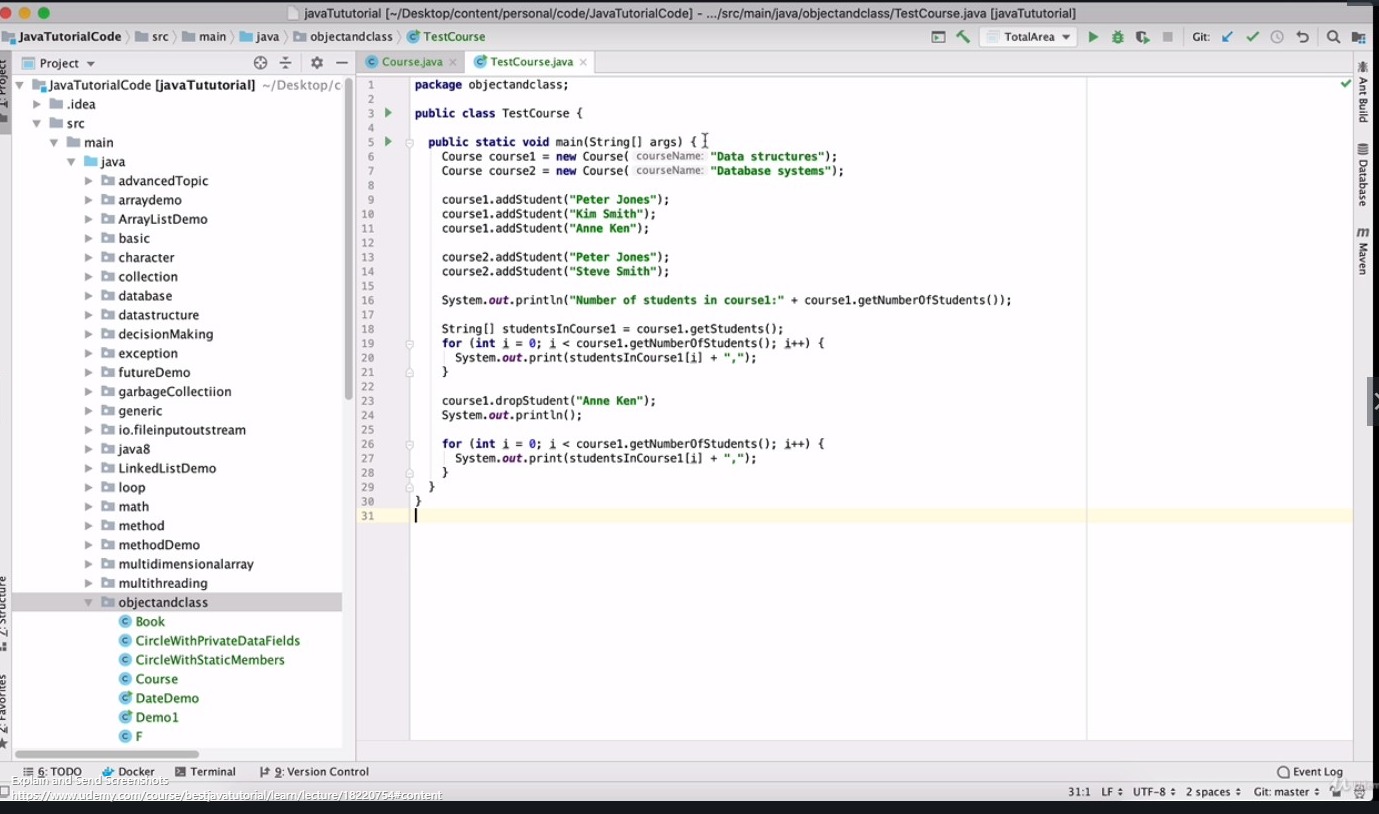 javaTututorial [~/Desktop/content/personal/code/JavaTutorialCode] - .../src/main/java/objectandclass/TestCourse.java [javaTututorial]
JavaTutorialCode src main java objectandclass TestCourse
TotalArea
Git:
Project
Course.java
TestCourse.java
JavaTutorialCode [javaTututorial] ~/Desktop/c
.idea
src
main
java
advancedTopic
arraydemo
ArrayListDemo
basic
character
collection
database
datastructure
decisionMaking
exception
futureDemo
garbageCollectiion
generic
io.fileinputoutstream
java8
LinkedListDemo
loop
math
method
methodDemo
multidimensionalarray
multithreading
objectandclass
Book
CircleWithPrivateDataFields
CircleWithStaticMembers
Course
DateDemo
Demo1
F
1 package objectandclass;
2
3 public class TestCourse {
4
5 public static void main(String[] args) {
6 Course course1 = new Course( courseName: "Data structures");
7 Course course2 = new Course( courseName: "Database systems");
8
9 course1.addStudent("Peter Jones");
10 course1.addStudent("Kim Smith");
11 course1.addStudent("Anne Ken");
12
13 course2.addStudent("Peter Jones");
14 course2.addStudent("Steve Smith");
15
16 System.out.println("Number of students in course1:" + course1.getNumberOfStudents());
17
18 String[] studentsInCourse1 = course1.getStudents();
19 for (int i = 0; i < course1.getNumberOfStudents(); i++) {
20 System.out.print(studentsInCourse1[i] + ",");
21 }
22
23 course1.dropStudent("Anne Ken");
24 System.out.println();
25
26 for (int i = 0; i < course1.getNumberOfStudents(); i++) {
27 System.out.print(studentsInCourse1[i] + ",");
28 }
29 }
30 }
31
Project
Z: Structure
2: Favorites
Ant Build
Database
Maven
6: TODO Docker Terminal 9: Version Control
Event Log
Explain and Send Screenshots
https://www.udemy.com/course/bestjavatutorial/learn/lecture/18220754#content
31:1 LF UTF-8 2 spaces Git: master